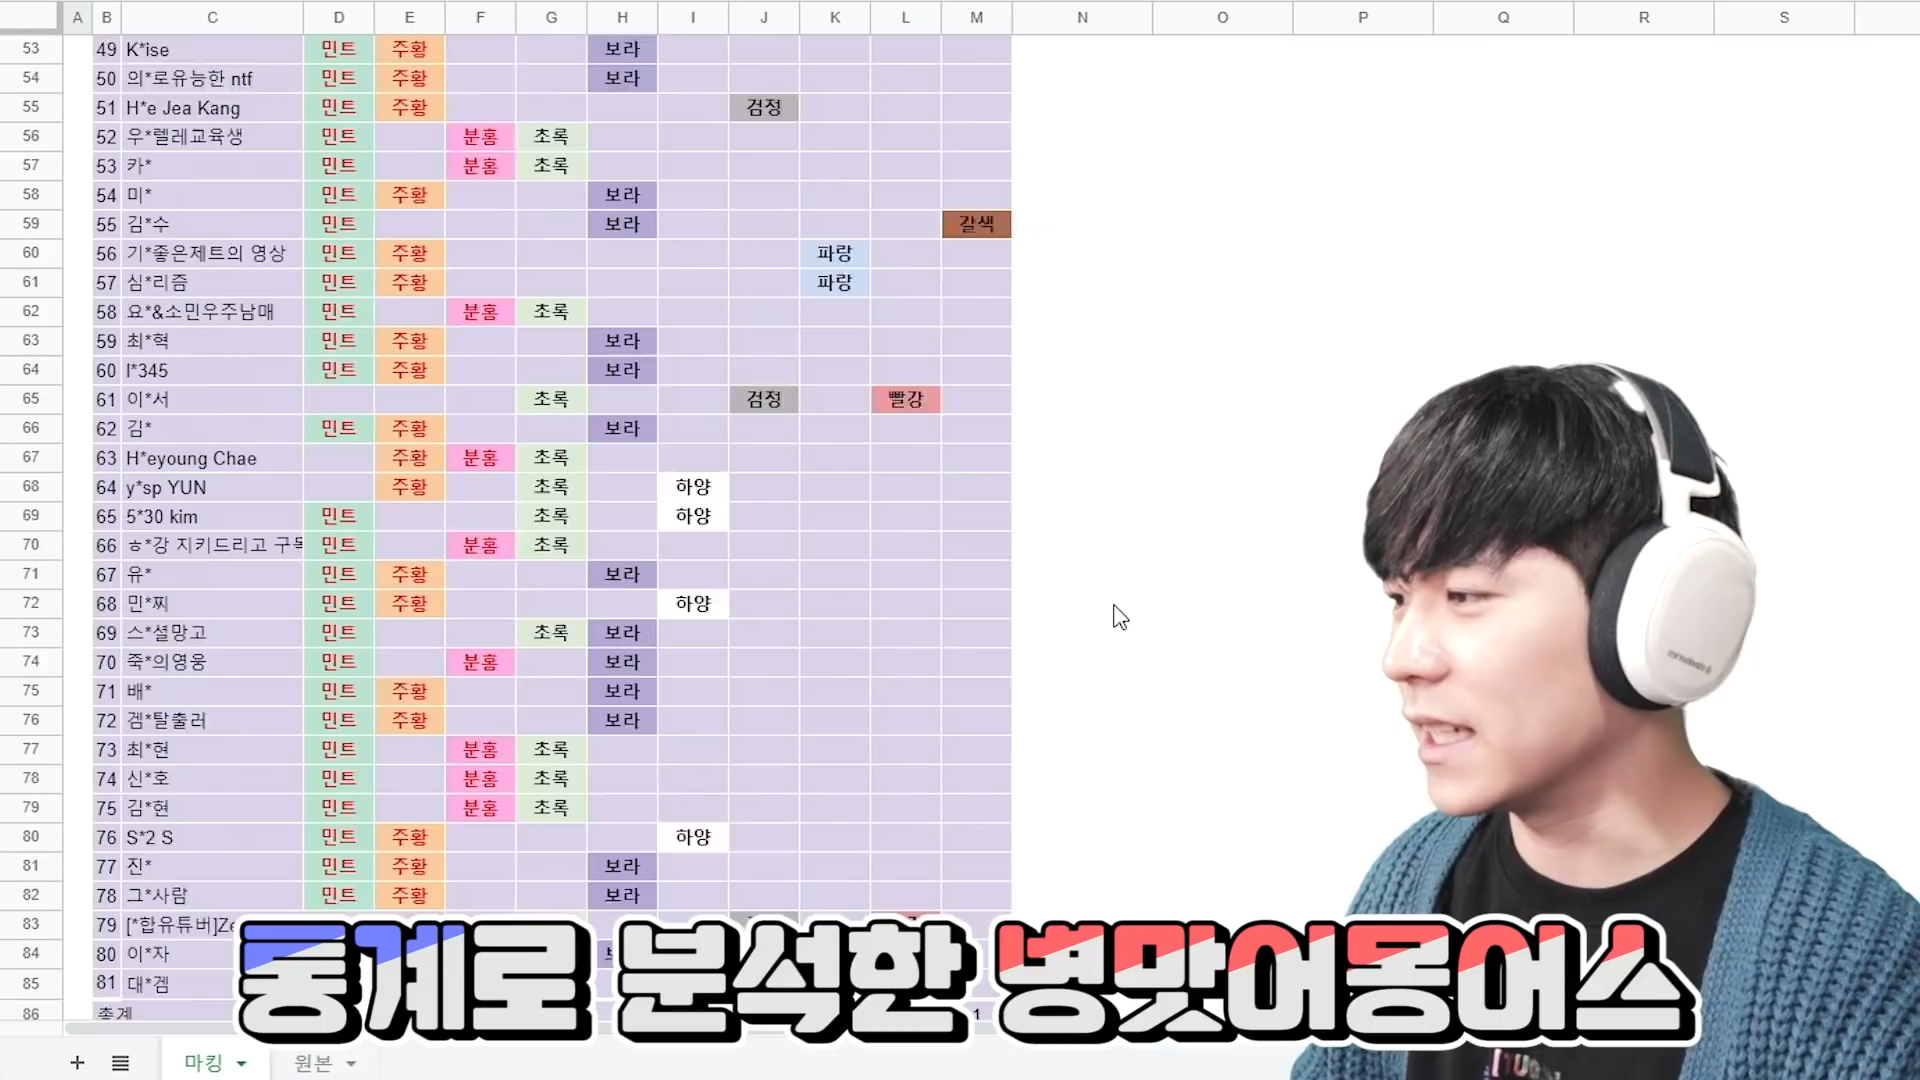 A B C D E F G H I J K L M N O P Q R S
53 49 K*ise 민트 주황 보라
54 50 의*로유능한 ntf 민트 주황 보라
55 51 H*e Jea Kang 민트 주황 검정
56 52 우*렐레교육생 민트 분홍 초록
57 53 카* 민트 분홍 초록
58 54 미* 민트 주황 보라
59 55 김*수 민트 보라 갈색
60 56 기*좋은제트의 영상 민트 주황 파랑
61 57 심*리즘 민트 주황 파랑
62 58 요*&소민우주남매 민트 분홍 초록
63 59 최*혁 민트 주황 보라
64 60 I*345 민트 주황 보라
65 61 이*서 초록 검정 빨강
66 62 김* 민트 주황 보라
67 63 H*eyoung Chae 주황 분홍 초록
68 64 y*sp YUN 주황 초록 하양
69 65 5*30 kim 민트 초록 하양
70 66 ㅎ*강 지키드리고 구독 민트 분홍 초록
71 67 유* 민트 주황 보라
72 68 민*찌 민트 주황 하양
73 69 스*셜망고 민트 초록 보라
74 70 죽*의영웅 민트 분홍 보라
75 71 배* 민트 주황 보라
76 72 겜*탈출러 민트 주황 보라
77 73 최*현 민트 분홍 초록
78 74 신*호 민트 분홍 초록
79 75 김*현 민트 분홍 초록
80 76 S*2 S 민트 주황 하양
81 77 진* 민트 주황 보라
82 78 그*사람 민트 주황 보라
83 79 [*합유튜버]Ze
84 80 이*자
85 81 대*겜
86 총계 1
통계로 분석한 병맛어몽어스
마킹 원본